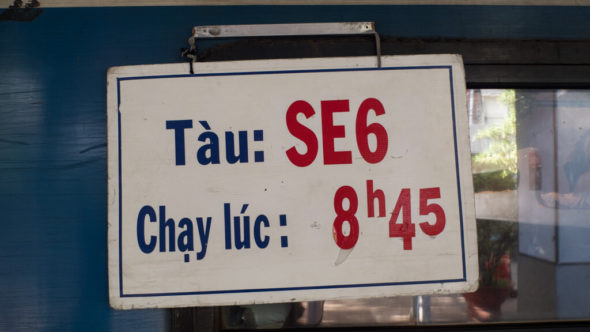 Tàu: SE6
Chạy lúc: 8h45